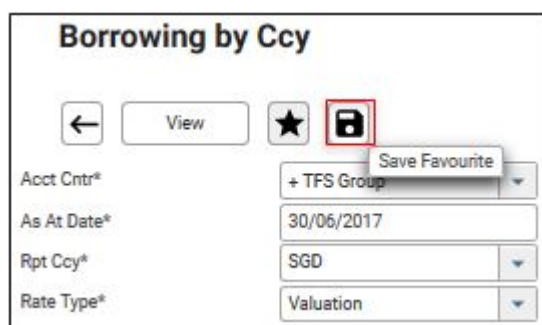 Borrowing by Ccy
View
Save Favourite
Acct Cntr* + TFS Group
As At Date* 30/06/2017
Rpt Ccy* SGD
Rate Type* Valuation